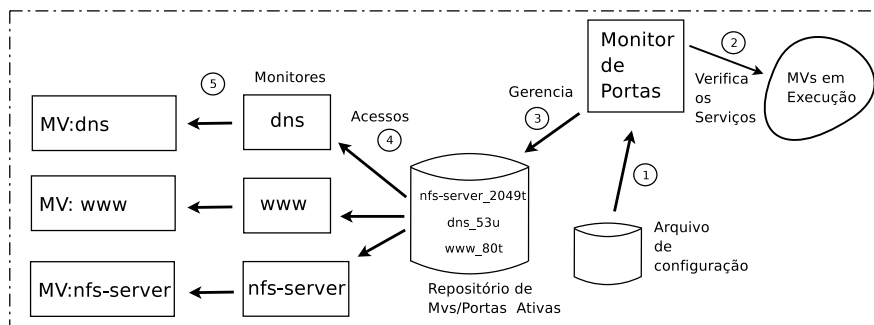 Monitor
de
Portas
2
Verifica
os
Serviços
MVs em
Execução
Gerencia
3
1
Arquivo
de
configuração
nfs-server_2049t
dns_53u
www_80t
Repositório de
Mvs/Portas Ativas
Acessos
4
Monitores
dns
www
nfs-server
5
MV:dns
MV: www
MV:nfs-server